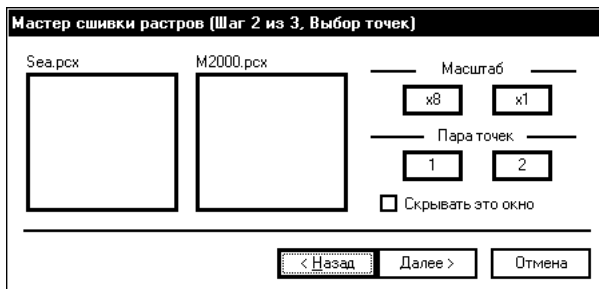 Мастер сшивки растров (Шаг 2 из 3, Выбор точек)
Sea.pcx M2000.pcx Масштаб
x8 x1
Пара точек
1 2
Скрывать это окно
< Назад Далее > Отмена